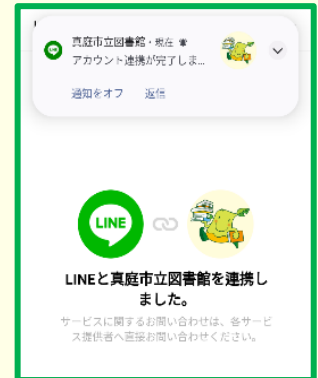 真庭市立図書館・現在
アカウント連携が完了しま...
通知をオフ 返信
LINE
LINEと真庭市立図書館を連携し
ました。
サービスに関するお問い合わせは、各サービ
ス提供者へ直接お問い合わせください。